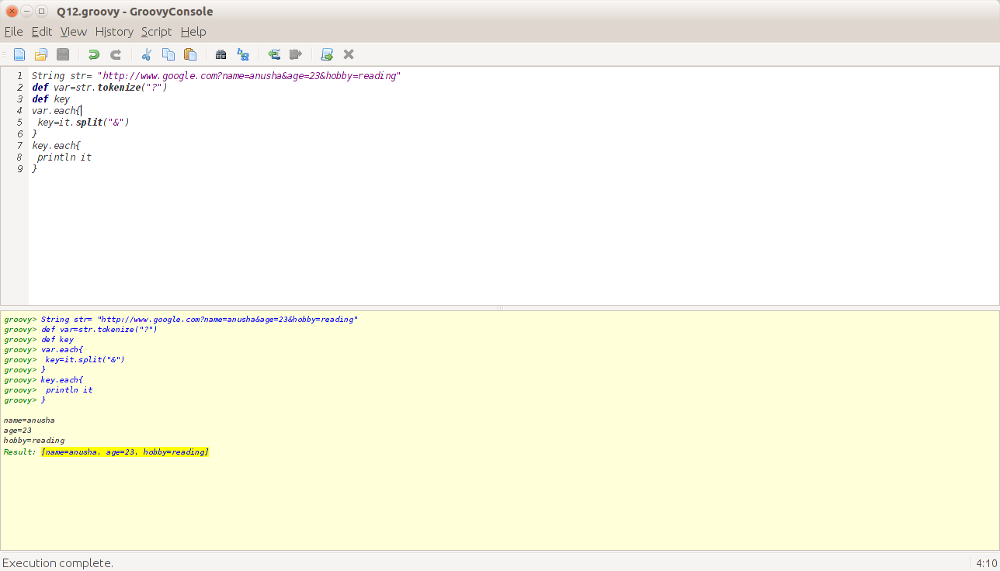 Q12.groovy - GroovyConsole
File Edit View History Script Help
1 String str= "http://www.google.com?name=anusha&age=23&hobby=reading"
2 def var=str.tokenize("?")
3 def key
4 var.each{
5  key=it.split("&")
6 }
7 key.each{
8  println it
9 }
groovy> String str= "http://www.google.com?name=anusha&age=23&hobby=reading"
groovy> def var=str.tokenize("?")
groovy> def key
groovy> var.each{
groovy>  key=it.split("&")
groovy> }
groovy> key.each{
groovy>  println it
groovy> }
name=anusha
age=23
hobby=reading
Result: [name=anusha, age=23, hobby=reading]
Execution complete. 4:10